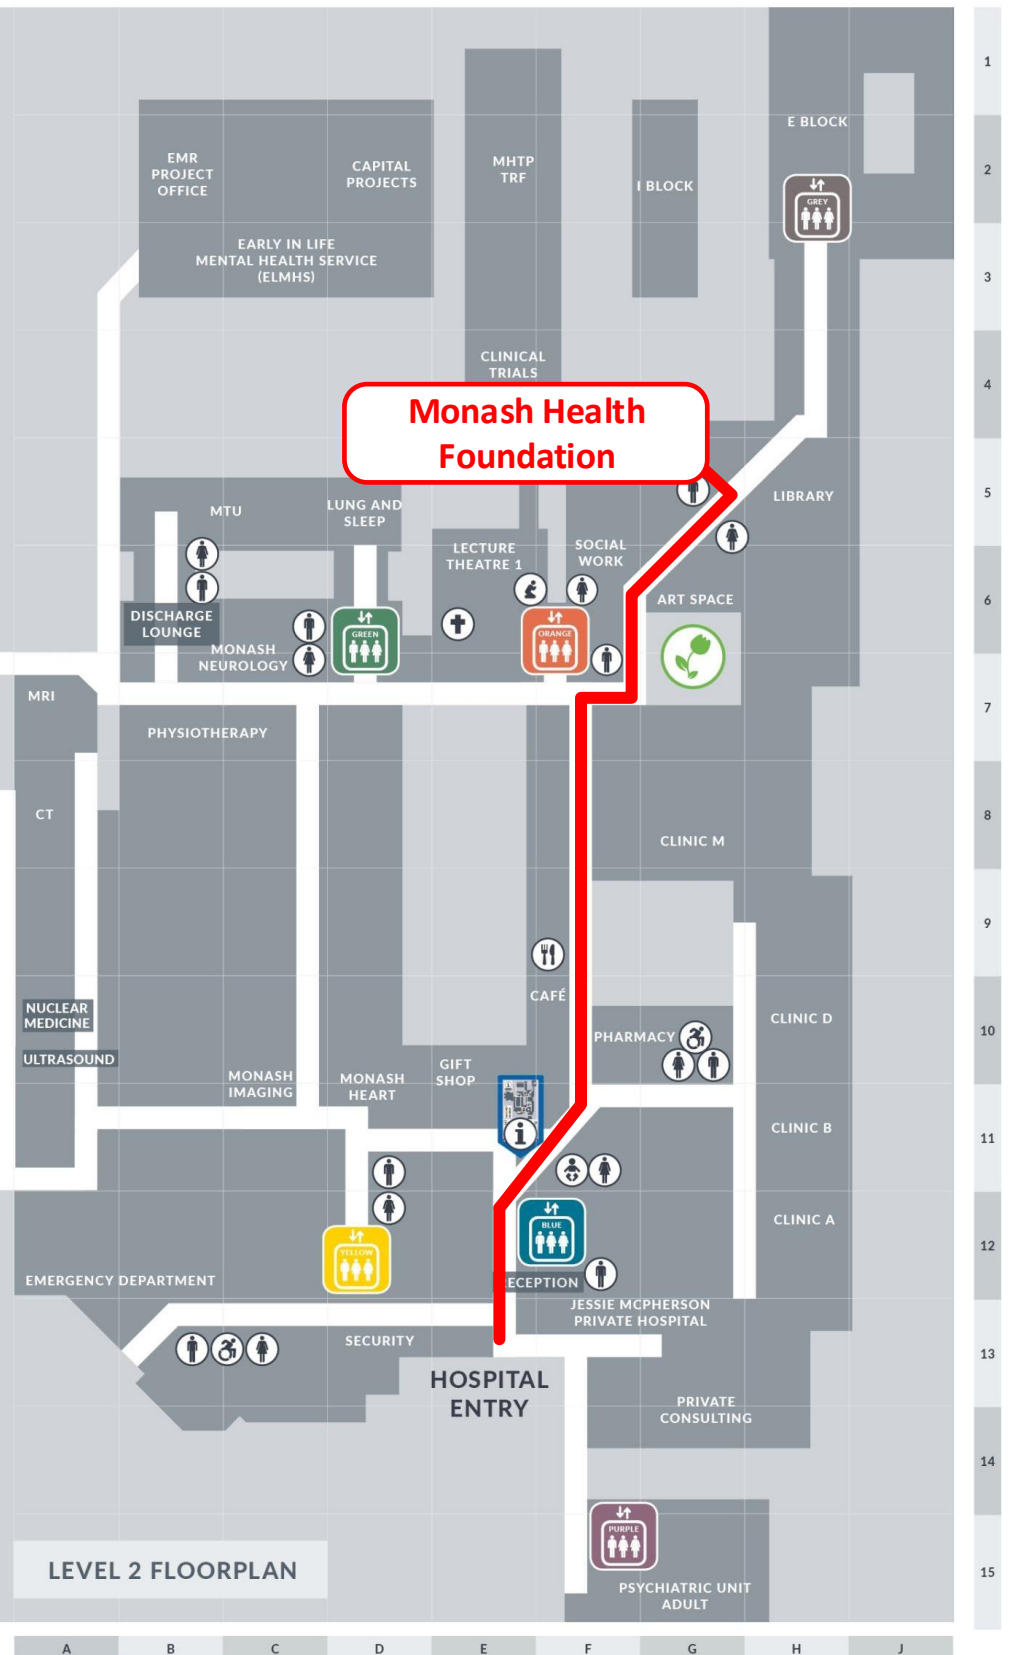 1
E BLOCK
EMR
PROJECT
OFFICE
CAPITAL
PROJECTS
MHTP
TRF
I BLOCK
2
GREY
EARLY IN LIFE
MENTAL HEALTH SERVICE
(ELMHS)
3
CLINICAL
TRIALS
4
Monash Health
Foundation
MTU
LUNG AND
SLEEP
LIBRARY
5
LECTURE
THEATRE 1
SOCIAL
WORK
ART SPACE
6
DISCHARGE
LOUNGE
GREEN
ORANGE
MONASH
NEUROLOGY
MRI
7
PHYSIOTHERAPY
CT
8
CLINIC M
9
CAFÉ
NUCLEAR
MEDICINE
PHARMACY
CLINIC D
10
ULTRASOUND
MONASH
IMAGING
MONASH
HEART
GIFT
SHOP
i
CLINIC B
11
BLUE
CLINIC A
YELLOW
12
EMERGENCY DEPARTMENT
RECEPTION
JESSIE MCPHERSON
PRIVATE HOSPITAL
SECURITY
13
HOSPITAL
ENTRY
PRIVATE
CONSULTING
14
PURPLE
LEVEL 2 FLOORPLAN
15
PSYCHIATRIC UNIT
ADULT
A
B
C
D
E
F
G
H
J